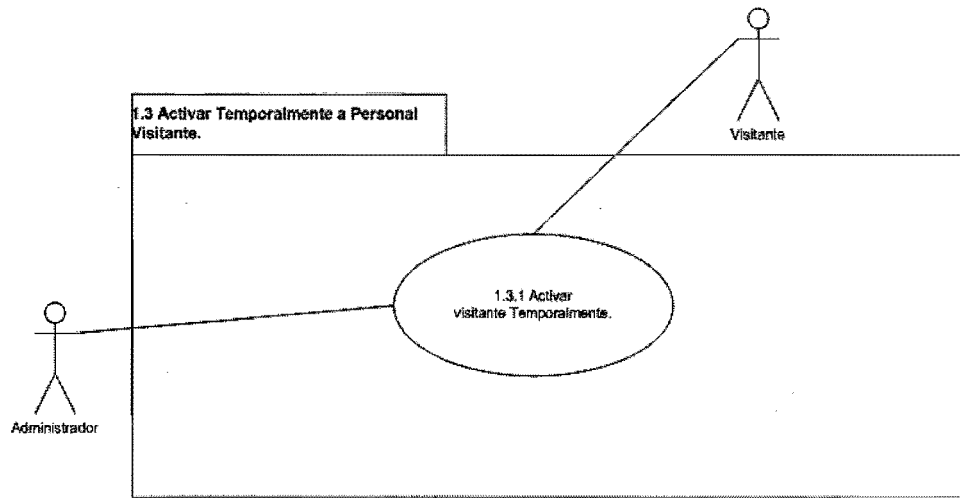 1.3 Activar Temporalmente a Personal
Visitante.
Visitante
1.3.1 Activar
visitante Temporalmente.
Administrador